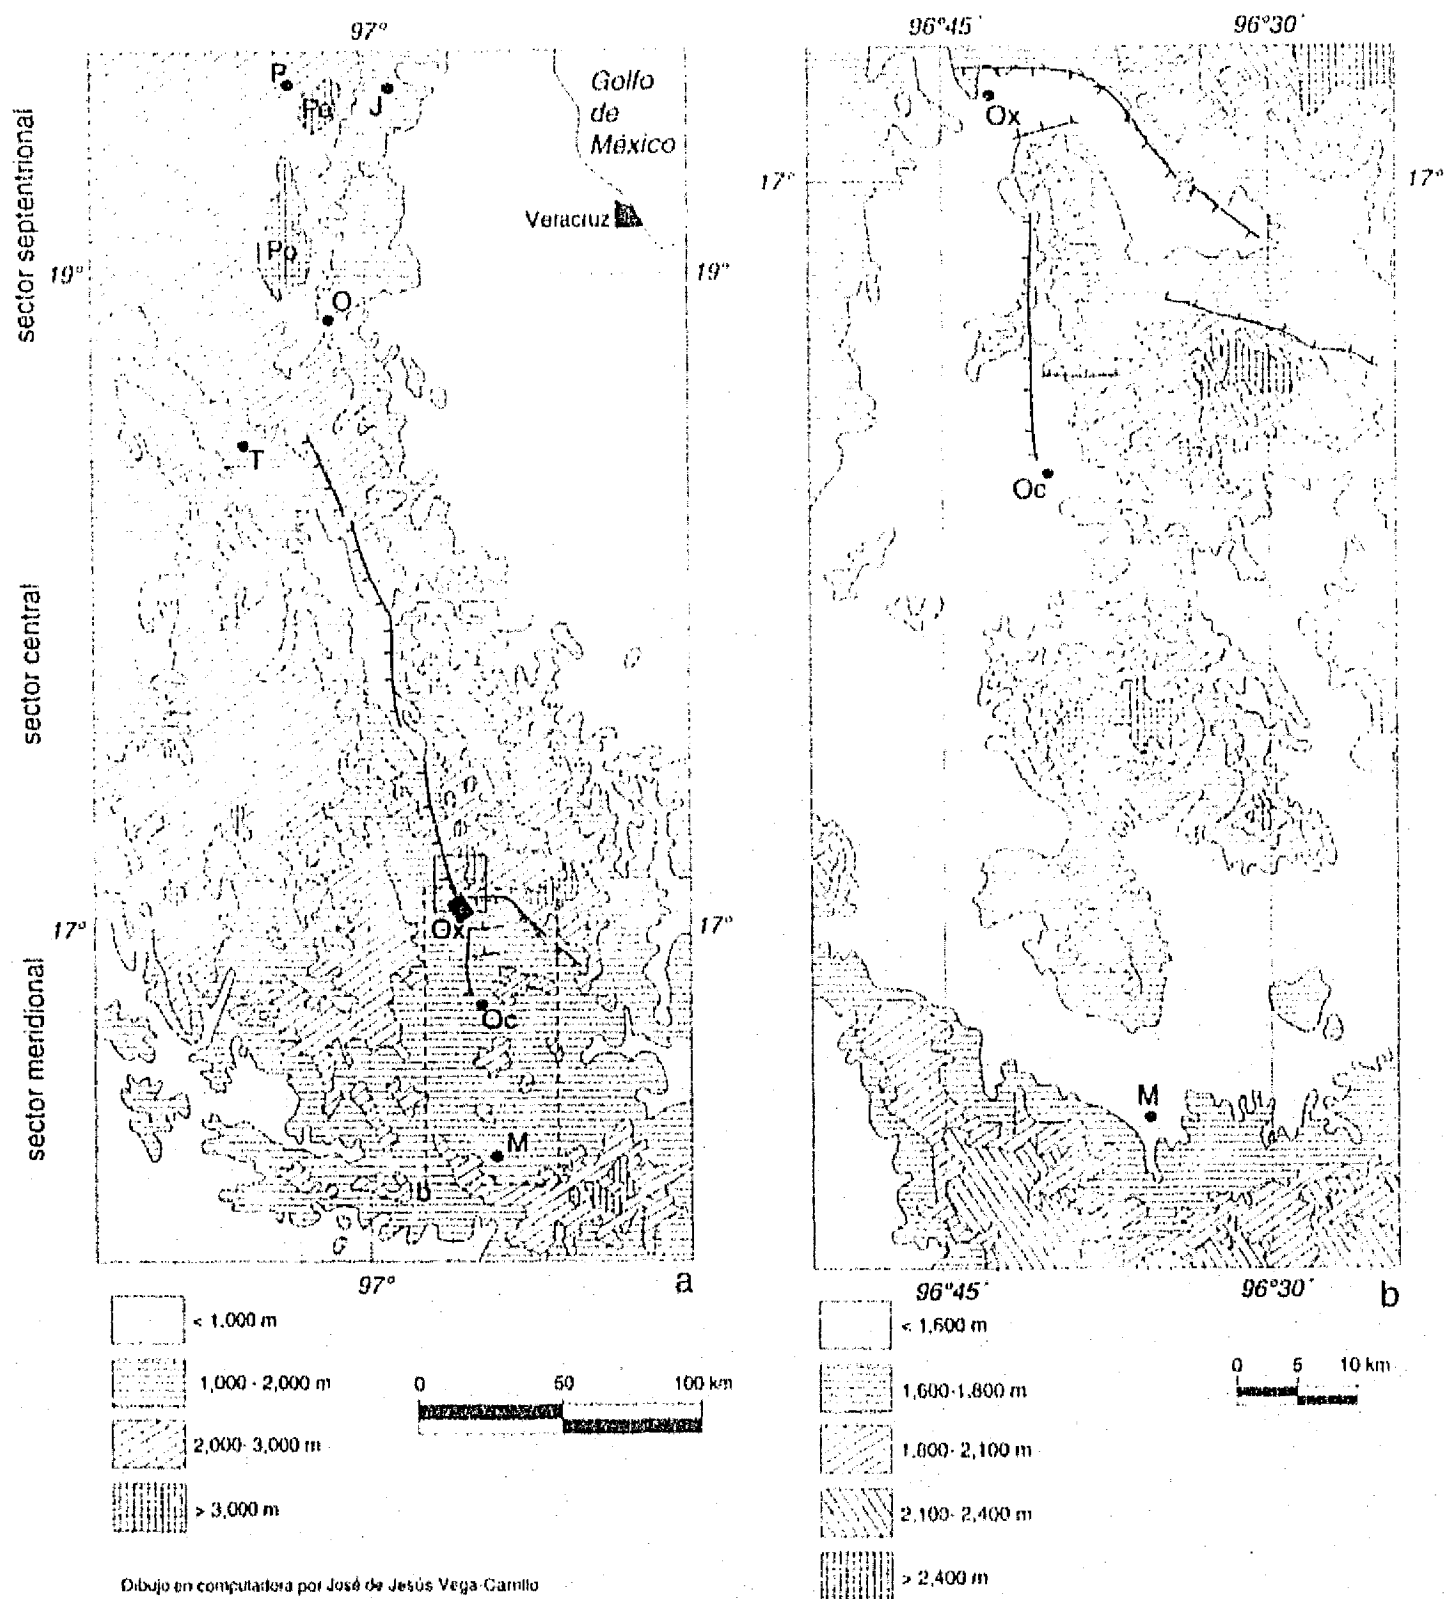 97°
96°45´
96°30´
P
Pe
J
Golfo
de
México
Ox
17°
17°
Veracruz
Po
19°
19°
O
T
Oc
sector septentrional
sector central
sector meridional
17°
17°
Ox
Oc
M
b
M
97°
a
96°45´
96°30´
b
< 1,000 m
1,000 - 2,000 m
2,000- 3,000 m
> 3,000 m
0 50 100 km
< 1,600 m
1,600-1,800 m
1,800- 2,100 m
2,100- 2,400 m
> 2,400 m
0 5 10 km
Dibujo en computadora por José de Jesús Vega-Carrillo